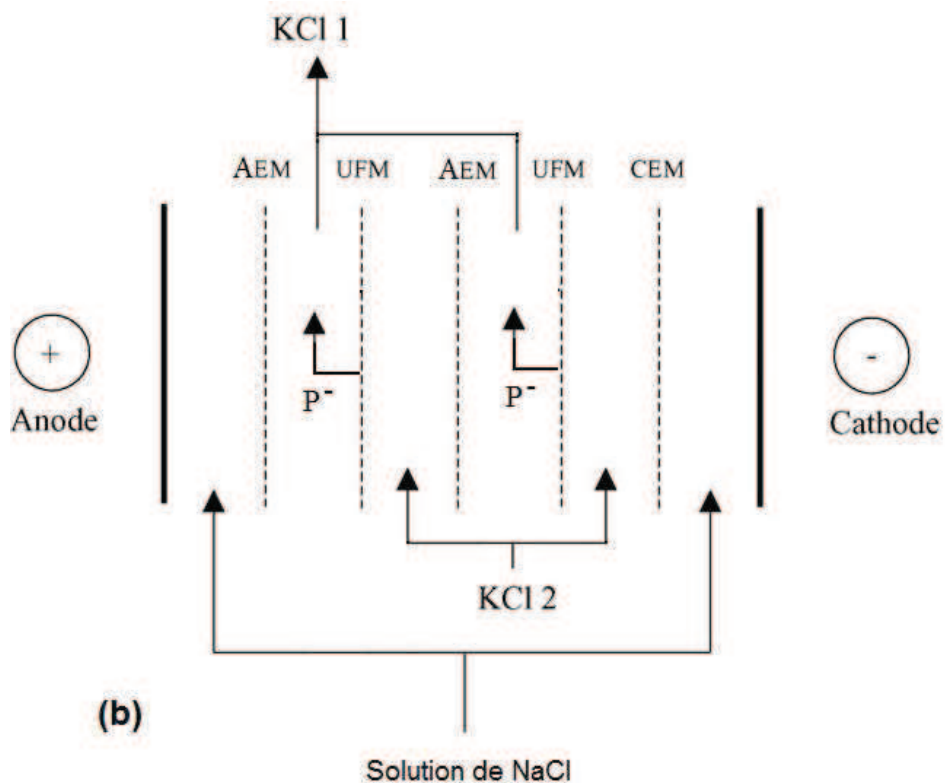 KCl 1
AEM UFM AEM UFM CEM
+
-
P⁻ P⁻
Anode
Cathode
KCl 2
(b)
Solution de NaCl